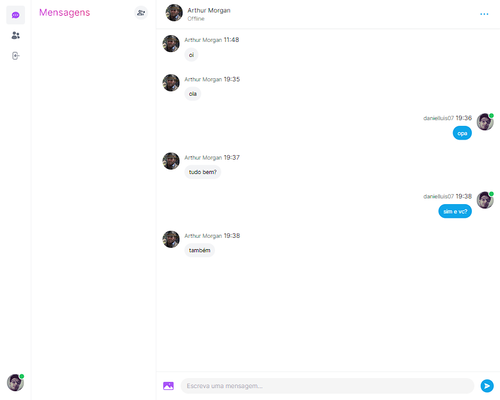 Mensagens
Arthur Morgan
Offline
Arthur Morgan 11:48
oi
Arthur Morgan 19:35
ola
danielluis07 19:36
opa
Arthur Morgan 19:37
tudo bem?
danielluis07 19:38
sim e vc?
Arthur Morgan 19:38
também
Escreva uma mensagem...